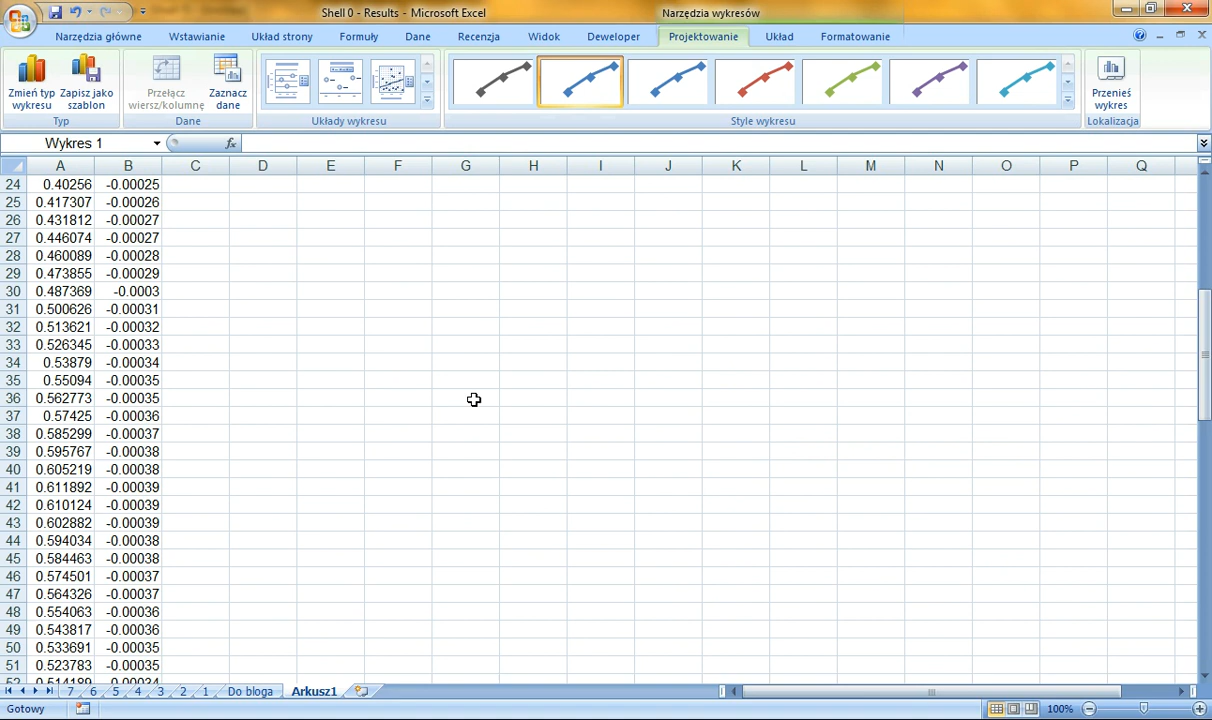 Shell 0 - Results - Microsoft Excel
Narzędzia wykresów
Narzędzia główne Wstawianie Układ strony Formuły Dane Recenzja Widok Deweloper Projektowanie Układ Formatowanie
Zmień typ wykresu
Zapisz jako szablon
Przełącz wiersz/kolumnę
Zaznacz dane
Przenieś wykres
Typ Dane Układy wykresu Style wykresu Lokalizacja
Wykres 1 fx
A B C D E F G H I J K L M N O P Q
24 0.40256 -0.00025
25 0.417307 -0.00026
26 0.431812 -0.00027
27 0.446074 -0.00027
28 0.460089 -0.00028
29 0.473855 -0.00029
30 0.487369 -0.0003
31 0.500626 -0.00031
32 0.513621 -0.00032
33 0.526345 -0.00033
34 0.53879 -0.00034
35 0.55094 -0.00035
36 0.562773 -0.00035
37 0.57425 -0.00036
38 0.585299 -0.00037
39 0.595767 -0.00038
40 0.605219 -0.00038
41 0.611892 -0.00039
42 0.610124 -0.00039
43 0.602882 -0.00039
44 0.594034 -0.00038
45 0.584463 -0.00038
46 0.574501 -0.00037
47 0.564326 -0.00037
48 0.554063 -0.00036
49 0.543817 -0.00036
50 0.533691 -0.00035
51 0.523783 -0.00035
52 0.514189 -0.00034
7 6 5 4 3 2 1 Do bloga Arkusz1
Gotowy 100%